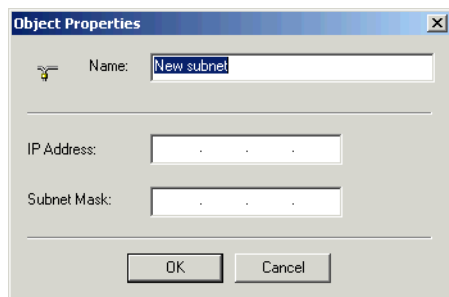 Object Properties
Name: New subnet
IP Address: . . .
Subnet Mask: . . .
OK Cancel